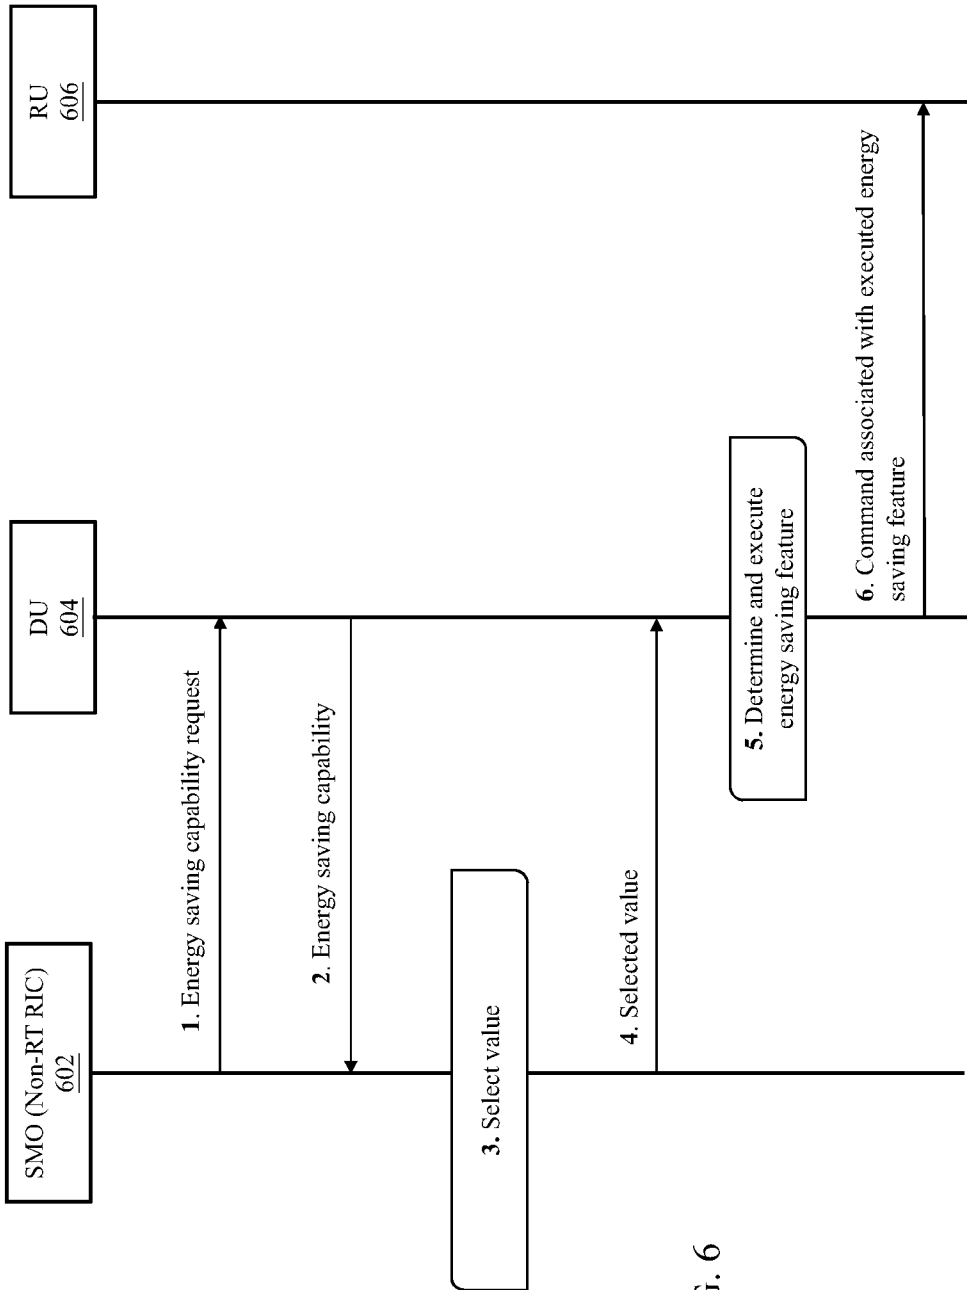 SMO (Non-RT RIC)
602
DU
604
RU
606
1. Energy saving capability request
2. Energy saving capability
3. Select value
4. Selected value
5. Determine and execute
energy saving feature
6. Command associated with executed energy
saving feature
6